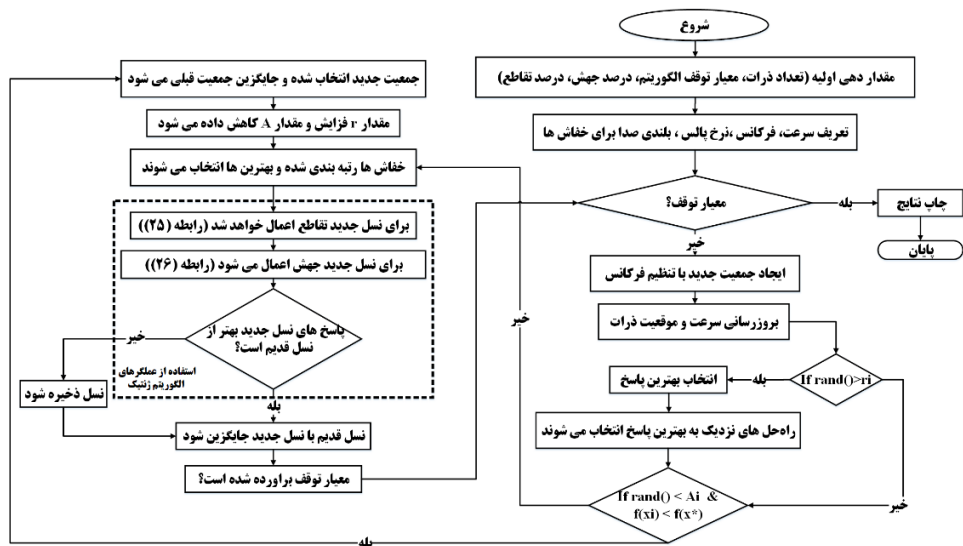 شروع
مقدار دهی اولیه (تعداد ذرات، معیار توقف الگوریتم، درصد جهش، درصد تقاطع)
تعریف سرعت، فرکانس ،نرخ پالس ، بلندی صدا برای خفاش ها
معیار توقف؟
بله
چاپ نتایج
پایان
خیر
ایجاد جمعیت جدید با تنظیم فرکانس
بروزرسانی سرعت و موقعیت ذرات
If rand()>ri
بله
خیر
انتخاب بهترین پاسخ
راه‌حل های نزدیک به بهترین پاسخ انتخاب می شوند
If rand() < Ai &
f(xi) < f(x*)
خیر
بله
جمعیت جدید انتخاب شده و جایگزین جمعیت قبلی می شود
مقدار r فزایش و مقدار A کاهش داده می شود
خفاش ها رتبه بندی شده و بهترین ها انتخاب می شوند
برای نسل جدید تقاطع اعمال خواهد شد (رابطه (۲۵))
برای نسل جدید جهش اعمال می شود (رابطه (۲۶))
پاسخ های نسل جدید بهتر از
نسل قدیم است؟
خیر
بله
استفاده از عملگرهای
الگوریتم ژنتیک
نسل ذخیره شود
نسل قدیم با نسل جدید جایگزین شود
معیار توقف براورده شده است؟